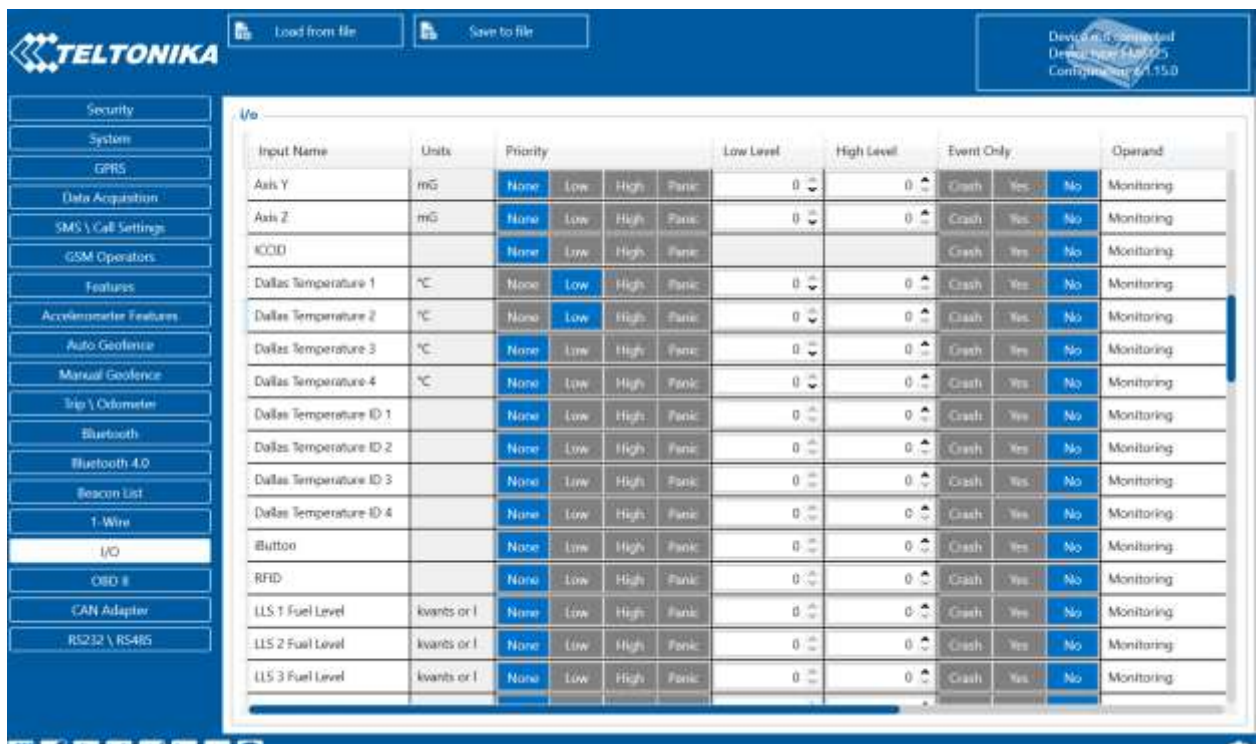 TELTONIKA
Load from file
Save to file
Device not connected
Security
System
GPRS
Data Acquisition
SMS \ Call Settings
GSM Operators
Features
Accelerometer Features
Auto Geofence
Manual Geofence
Trip \ Odometer
Bluetooth
Bluetooth 4.0
Beacon List
1-Wire
I/O
OBD II
CAN Adapter
RS232 \ RS485
I/o
Input Name Units Priority Low Level High Level Event Only Operand
Axis Y mG None Low High Panic 0 0 Crash Yes No Monitoring
Axis Z mG None Low High Panic 0 0 Crash Yes No Monitoring
ICCID None Low High Panic Crash Yes No Monitoring
Dallas Temperature 1 °C None Low High Panic 0 0 Crash Yes No Monitoring
Dallas Temperature 2 °C None Low High Panic 0 0 Crash Yes No Monitoring
Dallas Temperature 3 °C None Low High Panic 0 0 Crash Yes No Monitoring
Dallas Temperature 4 °C None Low High Panic 0 0 Crash Yes No Monitoring
Dallas Temperature ID 1 None Low High Panic 0 0 Crash Yes No Monitoring
Dallas Temperature ID 2 None Low High Panic 0 0 Crash Yes No Monitoring
Dallas Temperature ID 3 None Low High Panic 0 0 Crash Yes No Monitoring
Dallas Temperature ID 4 None Low High Panic 0 0 Crash Yes No Monitoring
iButton None Low High Panic 0 0 Crash Yes No Monitoring
RFID None Low High Panic 0 0 Crash Yes No Monitoring
LLS 1 Fuel Level kvants or l None Low High Panic 0 0 Crash Yes No Monitoring
LLS 2 Fuel Level kvants or l None Low High Panic 0 0 Crash Yes No Monitoring
LLS 3 Fuel Level kvants or l None Low High Panic 0 0 Crash Yes No Monitoring